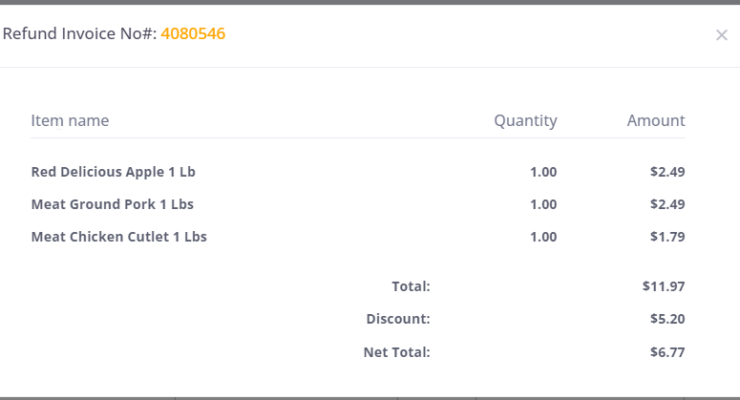 Refund Invoice No#: 4080546 ×
Item name Quantity Amount
Red Delicious Apple 1 Lb 1.00 $2.49
Meat Ground Pork 1 Lbs 1.00 $2.49
Meat Chicken Cutlet 1 Lbs 1.00 $1.79
Total: $11.97
Discount: $5.20
Net Total: $6.77